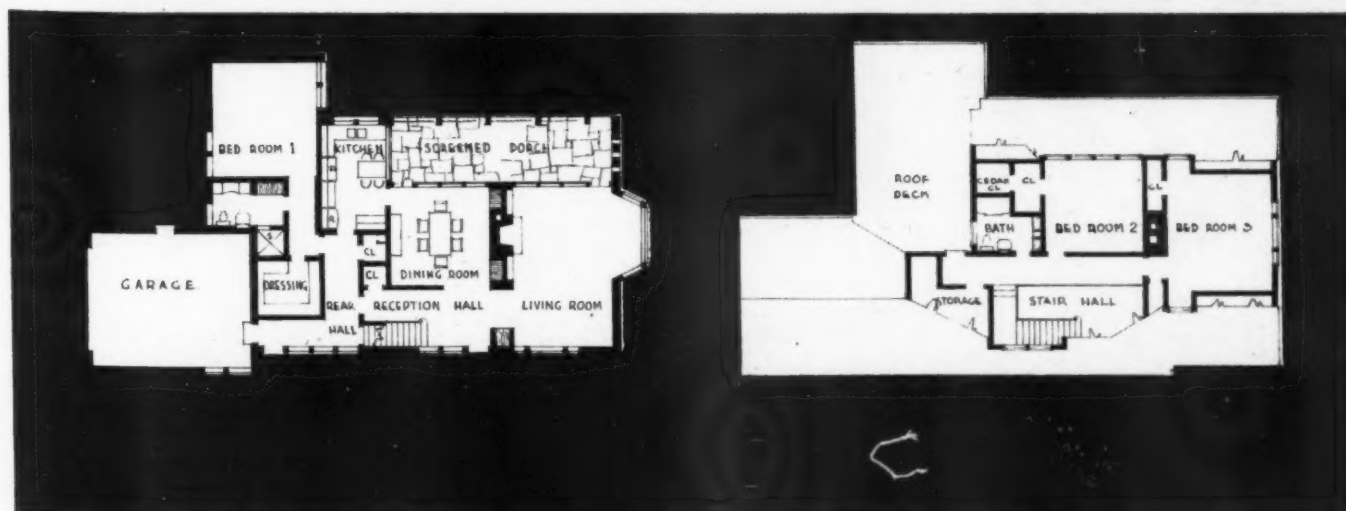 BED ROOM 1
KITCHEN
SCREENED PORCH
S
R
CL
CL
DINING ROOM
GARAGE
DRESSING
REAR
HALL
RECEPTION HALL
LIVING ROOM
ROOF
DECK
CEDAR
CL
CL
CL
BATH
BED ROOM 2
BED ROOM 3
STORAGE
STAIR HALL